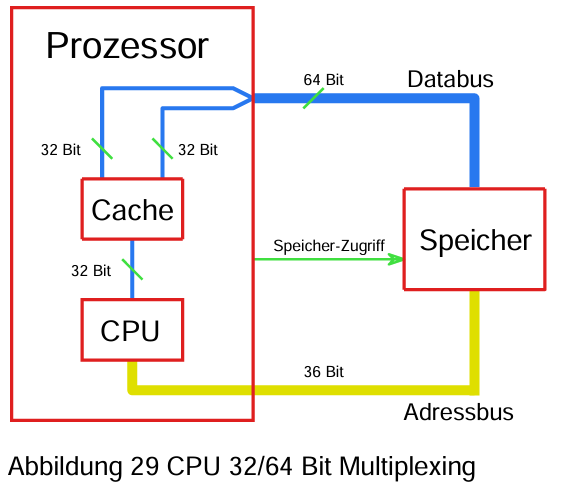 Prozessor
64 Bit
Databus
32 Bit
32 Bit
Cache
Speicher
Speicher-Zugriff
32 Bit
CPU
36 Bit
Adressbus
Abbildung 29 CPU 32/64 Bit Multiplexing